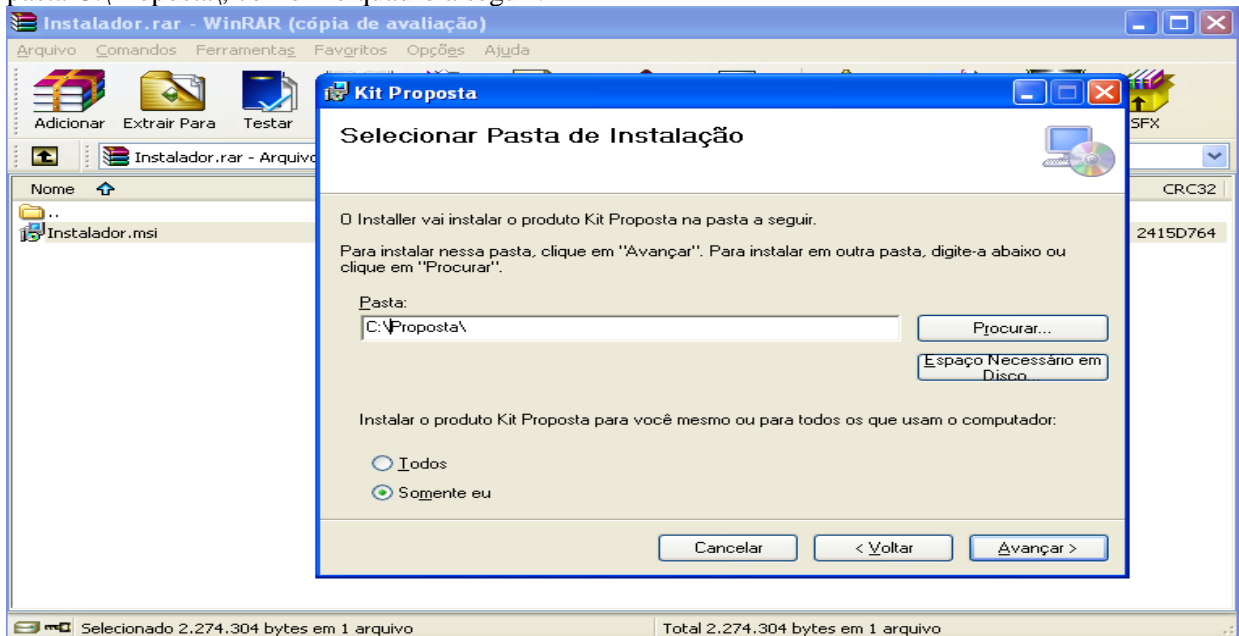 Instalador.rar - WinRAR (cópia de avaliação)
Arquivo Comandos Ferramentas Favoritos Opções Ajuda
Adicionar Extrair Para Testar SFX
Instalador.rar - Arquivo
Nome CRC32
..
Instalador.msi 2415D764
Kit Proposta
Selecionar Pasta de Instalação
O Installer vai instalar o produto Kit Proposta na pasta a seguir.
Para instalar nessa pasta, clique em "Avançar". Para instalar em outra pasta, digite-a abaixo ou
clique em "Procurar".
Pasta:
C:\Proposta\
Procurar...
Espaço Necessário em
Disco...
Instalar o produto Kit Proposta para você mesmo ou para todos os que usam o computador:
Todos
Somente eu
Cancelar < Voltar Avançar >
Selecionado 2.274.304 bytes em 1 arquivo Total 2.274.304 bytes em 1 arquivo